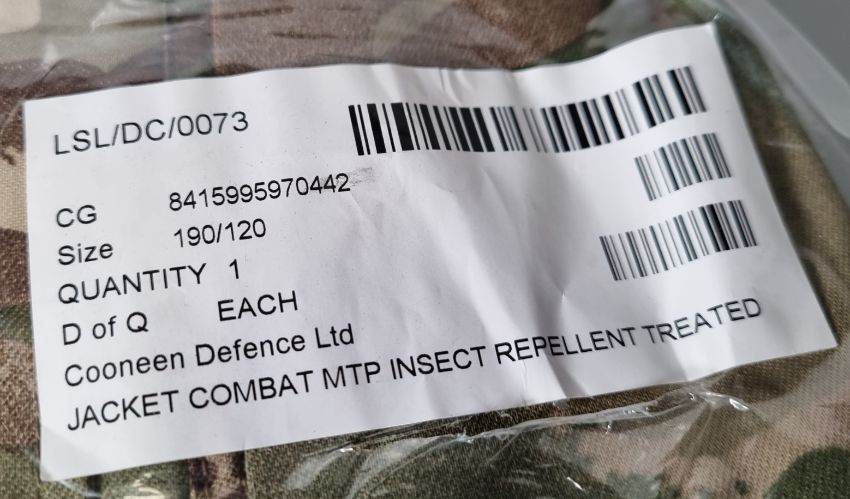 LSL/DC/0073
CG 8415995970442
Size 190/120
QUANTITY 1
D of Q EACH
Cooneen Defence Ltd
JACKET COMBAT MTP INSECT REPELLENT TREATED